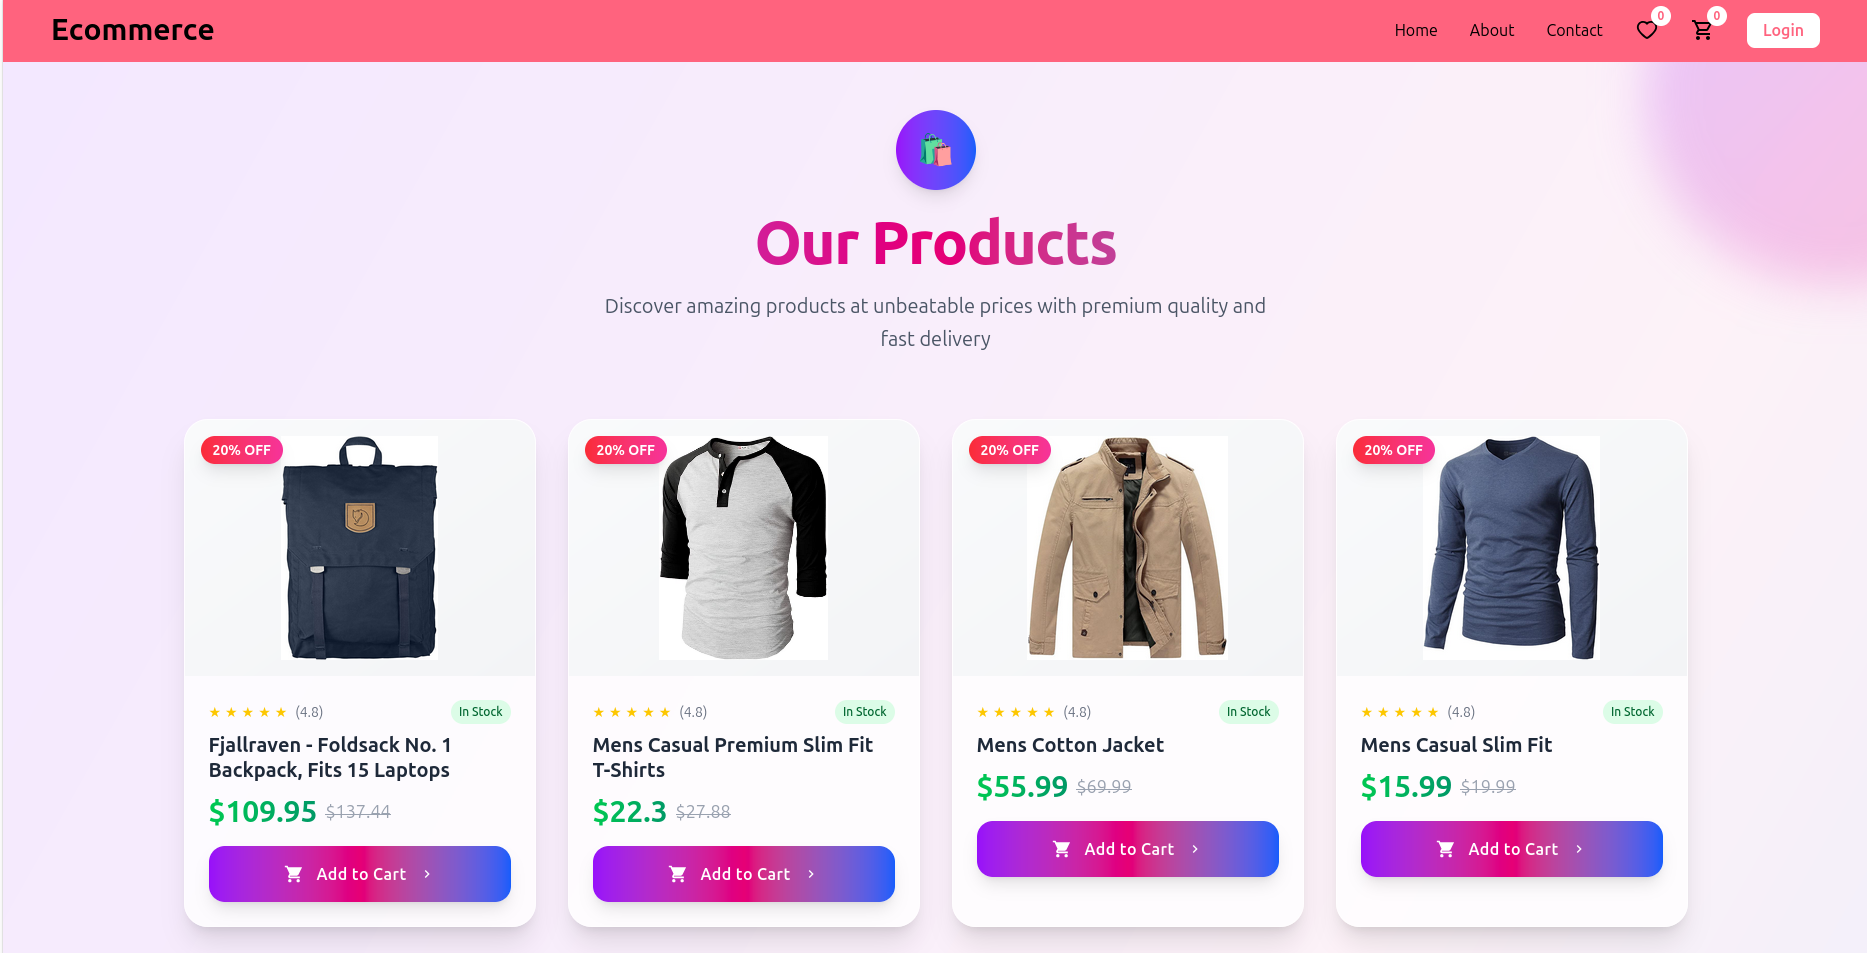 Ecommerce
Home
About
Contact
0
0
Login
Our Products
Discover amazing products at unbeatable prices with premium quality and
fast delivery
20% OFF
★★★★★ (4.8)
In Stock
Fjallraven - Foldsack No. 1
Backpack, Fits 15 Laptops
$109.95 $137.44
Add to Cart ›
20% OFF
★★★★★ (4.8)
In Stock
Mens Casual Premium Slim Fit
T-Shirts
$22.3 $27.88
Add to Cart ›
20% OFF
★★★★★ (4.8)
In Stock
Mens Cotton Jacket
$55.99 $69.99
Add to Cart ›
20% OFF
★★★★★ (4.8)
In Stock
Mens Casual Slim Fit
$15.99 $19.99
Add to Cart ›